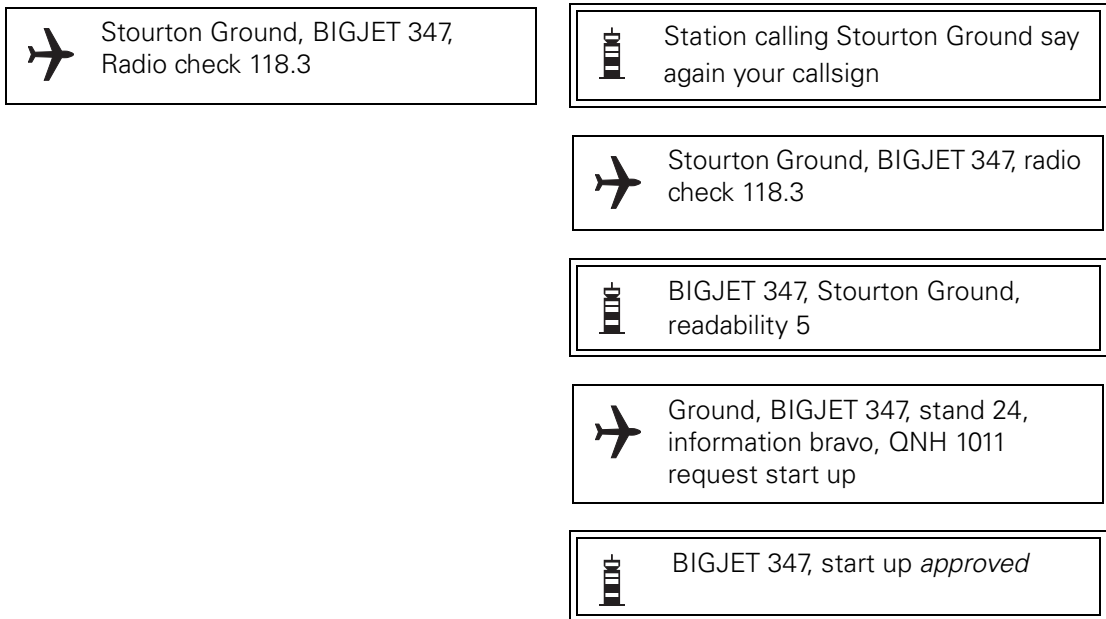 Stourton Ground, BIGJET 347,
Radio check 118.3
Station calling Stourton Ground say
again your callsign
Stourton Ground, BIGJET 347, radio
check 118.3
BIGJET 347, Stourton Ground,
readability 5
Ground, BIGJET 347, stand 24,
information bravo, QNH 1011
request start up
BIGJET 347, start up approved